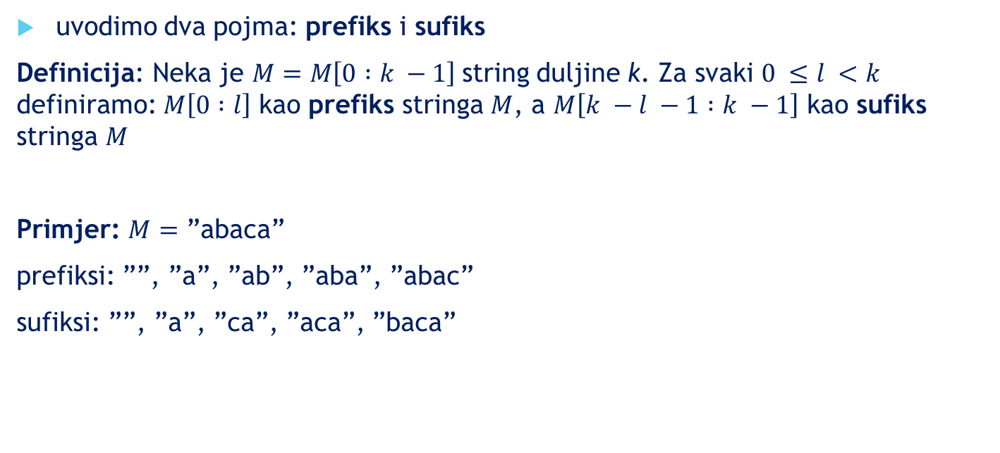 ▶ uvodimo dva pojma: prefiks i sufiks
Definicija: Neka je M = M[0 : k − 1] string duljine k. Za svaki 0 ≤ l < k
definiramo: M[0 : l] kao prefiks stringa M, a M[k − l − 1 : k − 1] kao sufiks
stringa M
Primjer: M = ”abaca”
prefiksi: ””, ”a”, ”ab”, ”aba”, ”abac”
sufiksi: ””, ”a”, ”ca”, ”aca”, ”baca”